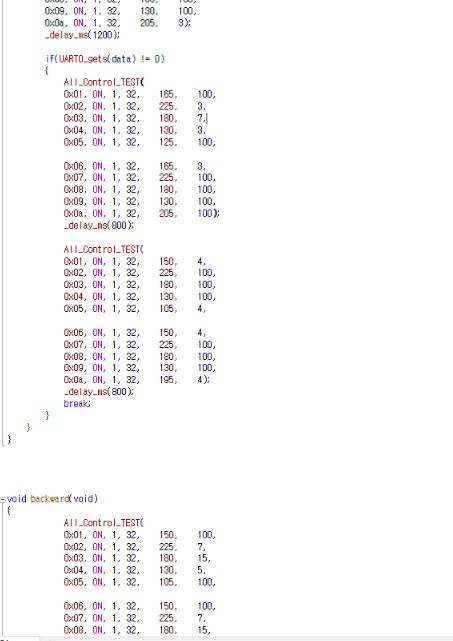 0x09, ON, 1, 32, 130, 100,
0x0a, ON, 1, 32, 205, 3);
_delay_ms(1200);
if(UART0_gets(data) != 0)
{
All_Control_TEST(
0x01, ON, 1, 32, 165, 100,
0x02, ON, 1, 32, 225, 3,
0x03, ON, 1, 32, 180, 7,
0x04, ON, 1, 32, 130, 3,
0x05, ON, 1, 32, 125, 100,
0x06, ON, 1, 32, 165, 3,
0x07, ON, 1, 32, 225, 100,
0x08, ON, 1, 32, 180, 100,
0x09, ON, 1, 32, 130, 100,
0x0a, ON, 1, 32, 205, 100);
_delay_ms(800);
All_Control_TEST(
0x01, ON, 1, 32, 150, 4,
0x02, ON, 1, 32, 225, 100,
0x03, ON, 1, 32, 180, 100,
0x04, ON, 1, 32, 130, 100,
0x05, ON, 1, 32, 105, 4,
0x06, ON, 1, 32, 150, 4,
0x07, ON, 1, 32, 225, 100,
0x08, ON, 1, 32, 180, 100,
0x09, ON, 1, 32, 130, 100,
0x0a, ON, 1, 32, 195, 4);
_delay_ms(800);
break;
}
}
}
void backward(void)
{
All_Control_TEST(
0x01, ON, 1, 32, 150, 100,
0x02, ON, 1, 32, 225, 7,
0x03, ON, 1, 32, 180, 15,
0x04, ON, 1, 32, 130, 5,
0x05, ON, 1, 32, 105, 100,
0x06, ON, 1, 32, 150, 100,
0x07, ON, 1, 32, 225, 7,
0x08, ON, 1, 32, 180, 15,